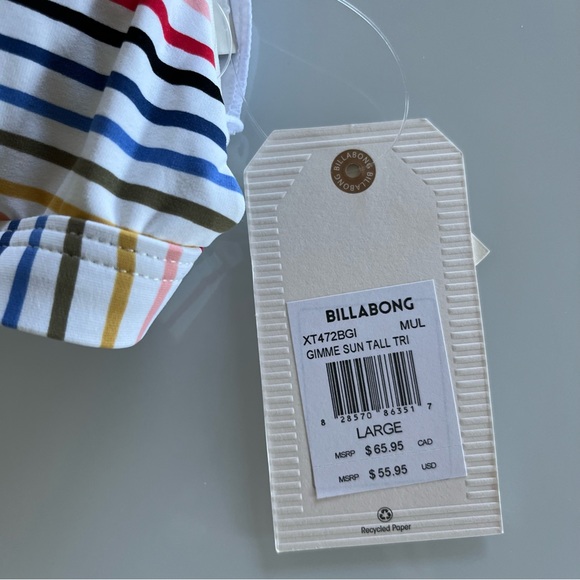 BILLABONG BILLABONG
BILLABONG
XT472BGI MUL
GIMME SUN TALL TRI
8 28570 86351 7
LARGE
MSRP $65.95 CAD
MSRP $55.95 USD
Recycled Paper